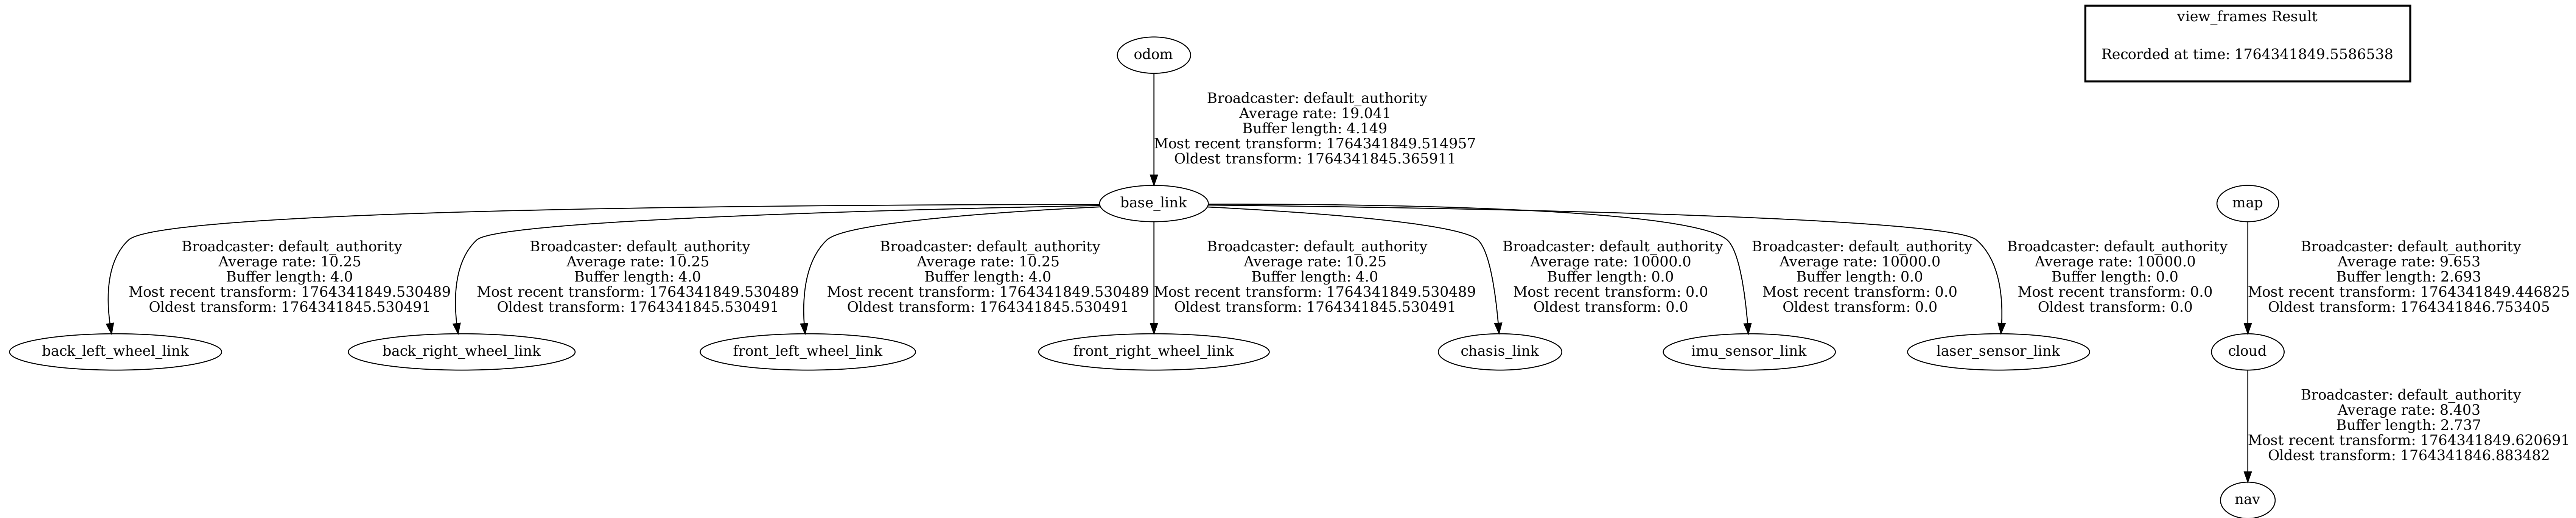 view_frames Result
Recorded at time: 1764341849.5586538
odom
Broadcaster: default_authority
Average rate: 19.041
Buffer length: 4.149
Most recent transform: 1764341849.514957
Oldest transform: 1764341845.365911
base_link
map
Broadcaster: default_authority
Average rate: 10.25
Buffer length: 4.0
Most recent transform: 1764341849.530489
Oldest transform: 1764341845.530491
Broadcaster: default_authority
Average rate: 10.25
Buffer length: 4.0
Most recent transform: 1764341849.530489
Oldest transform: 1764341845.530491
Broadcaster: default_authority
Average rate: 10.25
Buffer length: 4.0
Most recent transform: 1764341849.530489
Oldest transform: 1764341845.530491
Broadcaster: default_authority
Average rate: 10.25
Buffer length: 4.0
Most recent transform: 1764341849.530489
Oldest transform: 1764341845.530491
Broadcaster: default_authority
Average rate: 10000.0
Buffer length: 0.0
Most recent transform: 0.0
Oldest transform: 0.0
Broadcaster: default_authority
Average rate: 10000.0
Buffer length: 0.0
Most recent transform: 0.0
Oldest transform: 0.0
Broadcaster: default_authority
Average rate: 10000.0
Buffer length: 0.0
Most recent transform: 0.0
Oldest transform: 0.0
Broadcaster: default_authority
Average rate: 9.653
Buffer length: 2.693
Most recent transform: 1764341849.446825
Oldest transform: 1764341846.753405
back_left_wheel_link
back_right_wheel_link
front_left_wheel_link
front_right_wheel_link
chasis_link
imu_sensor_link
laser_sensor_link
cloud
Broadcaster: default_authority
Average rate: 8.403
Buffer length: 2.737
Most recent transform: 1764341849.620691
Oldest transform: 1764341846.883482
nav